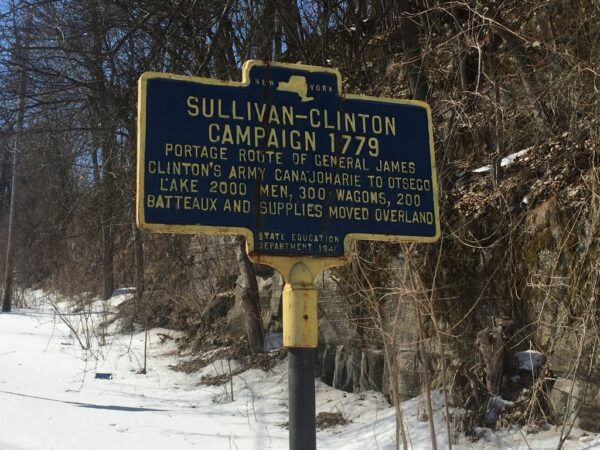 NEW YORK
SULLIVAN-CLINTON
CAMPAIGN 1779
PORTAGE ROUTE OF GENERAL JAMES
CLINTON'S ARMY CANAJOHARIE TO OTSEGO
LAKE 2000 MEN, 300 WAGONS, 200
BATTEAUX AND SUPPLIES MOVED OVERLAND
STATE EDUCATION
DEPARTMENT